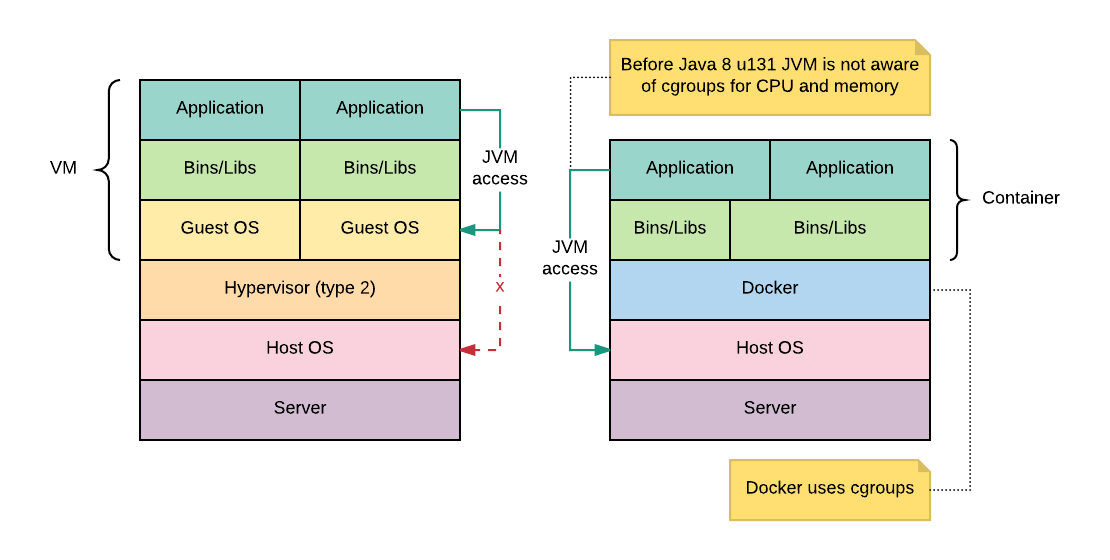 VM
Application
Application
Bins/Libs
Bins/Libs
Guest OS
Guest OS
Hypervisor (type 2)
Host OS
Server
JVM
access
x
Before Java 8 u131 JVM is not aware
of cgroups for CPU and memory
JVM
access
Application
Application
Bins/Libs
Bins/Libs
Docker
Host OS
Server
Container
Docker uses cgroups